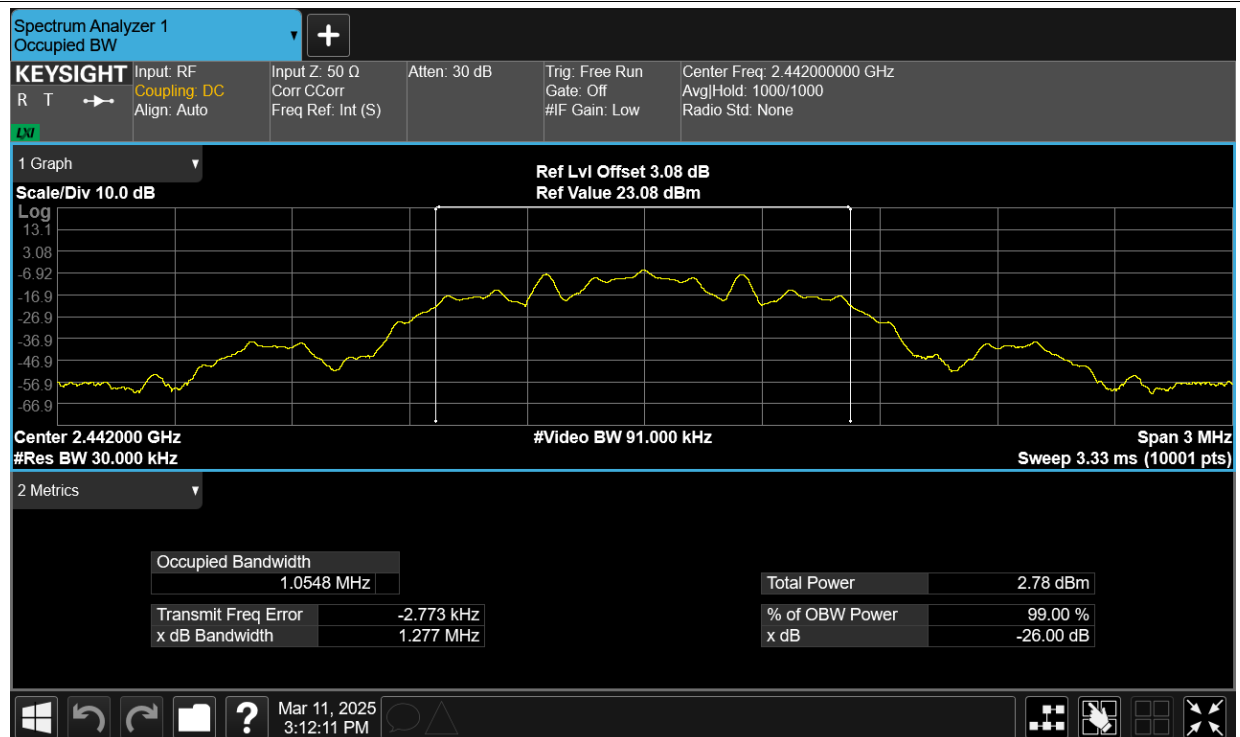 Spectrum Analyzer 1
Occupied BW
+
KEYSIGHT Input: RF Input Z: 50 Ω Atten: 30 dB Trig: Free Run Center Freq: 2.442000000 GHz
R T Coupling: DC Corr CCorr Gate: Off Avg|Hold: 1000/1000
Align: Auto Freq Ref: Int (S) #IF Gain: Low Radio Std: None
LXI
1 Graph
Ref Lvl Offset 3.08 dB
Scale/Div 10.0 dB Ref Value 23.08 dBm
Log
13.1
3.08
-6.92
-16.9
-26.9
-36.9
-46.9
-56.9
-66.9
Center 2.442000 GHz #Video BW 91.000 kHz Span 3 MHz
#Res BW 30.000 kHz Sweep 3.33 ms (10001 pts)
2 Metrics
Occupied Bandwidth
1.0548 MHz Total Power 2.78 dBm
Transmit Freq Error -2.773 kHz % of OBW Power 99.00 %
x dB Bandwidth 1.277 MHz x dB -26.00 dB
? Mar 11, 2025
3:12:11 PM